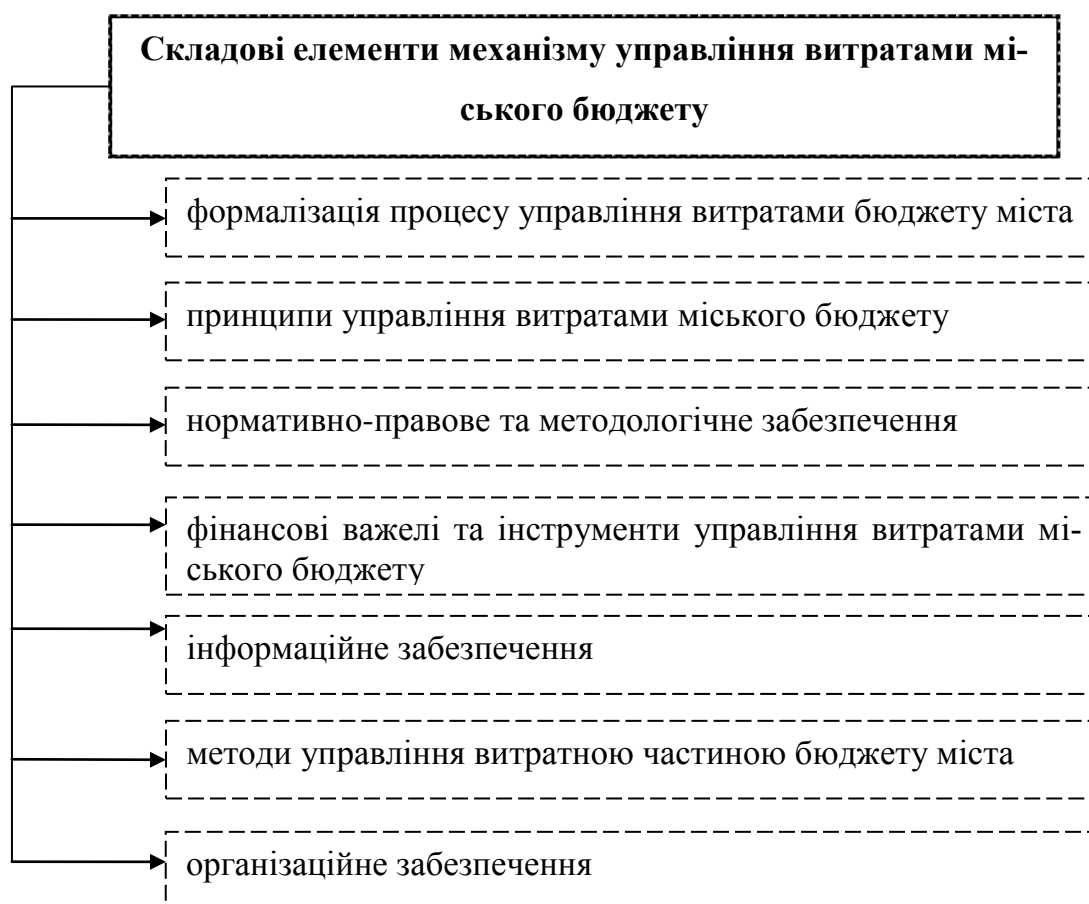 Складові елементи механізму управління витратами мі-
ського бюджету
формалізація процесу управління витратами бюджету міста
принципи управління витратами міського бюджету
нормативно-правове та методологічне забезпечення
фінансові важелі та інструменти управління витратами мі-
ського бюджету
інформаційне забезпечення
методи управління витратною частиною бюджету міста
організаційне забезпечення